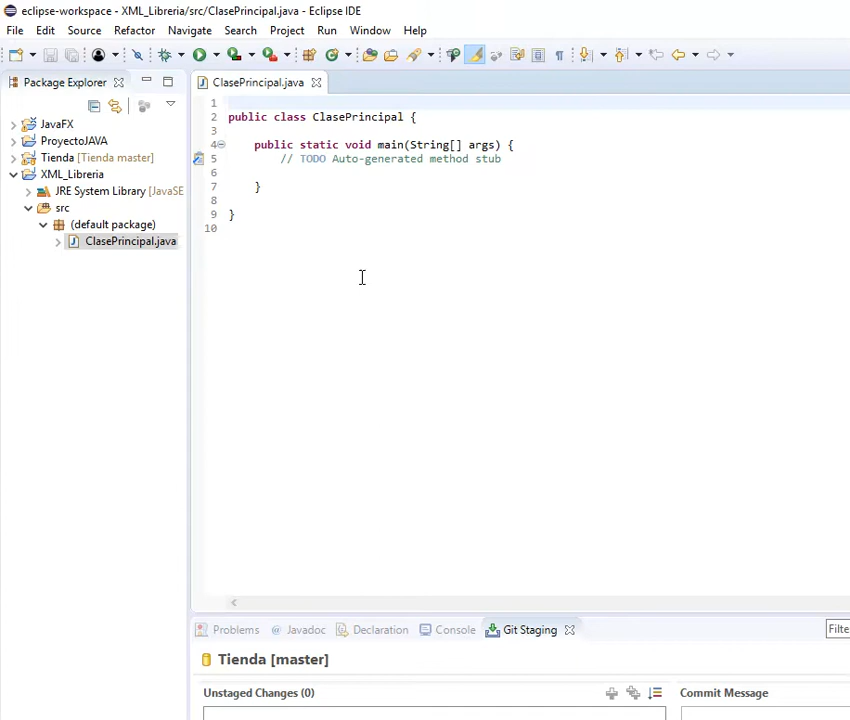 eclipse-workspace - XML_Libreria/src/ClasePrincipal.java - Eclipse IDE
File Edit Source Refactor Navigate Search Project Run Window Help
Package Explorer
JavaFX
ProyectoJAVA
Tienda [Tienda master]
XML_Libreria
JRE System Library [JavaSE
src
(default package)
ClasePrincipal.java
ClasePrincipal.java
1
2 public class ClasePrincipal {
3
4 public static void main(String[] args) {
5 // TODO Auto-generated method stub
6
7 }
8
9 }
10
Problems Javadoc Declaration Console Git Staging
Filte
Tienda [master]
Unstaged Changes (0)
Commit Message